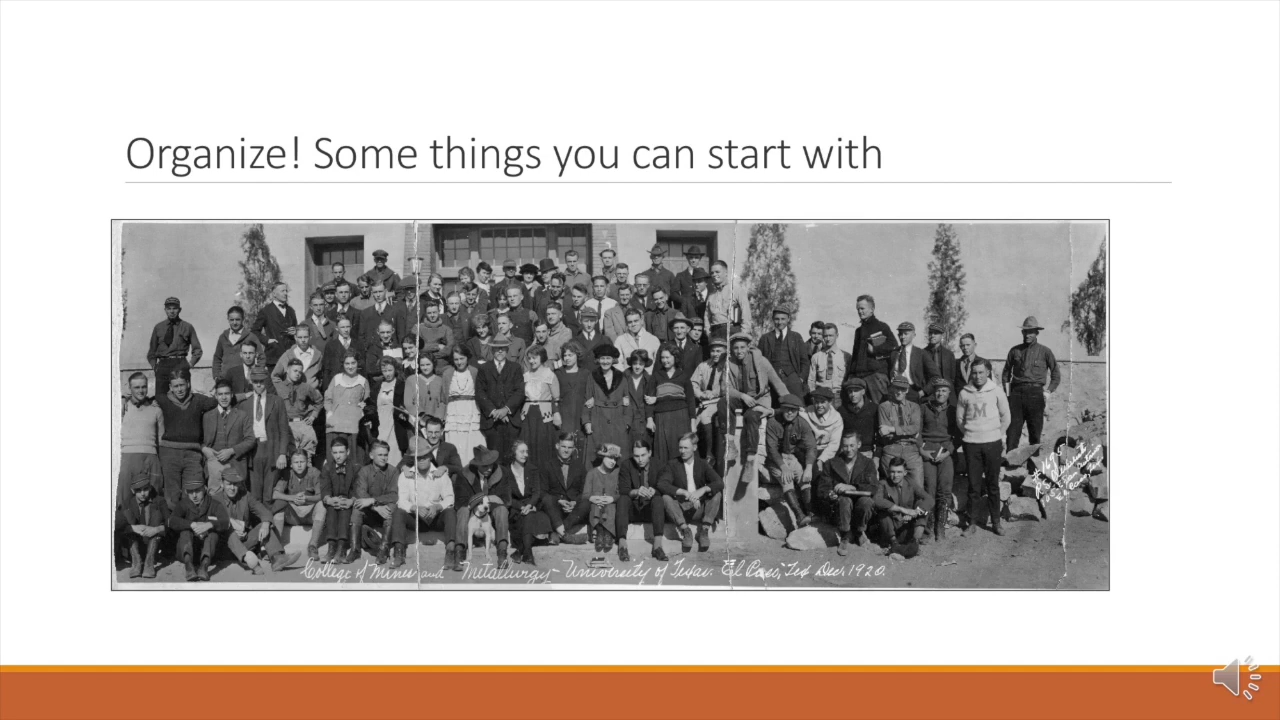 Organize! Some things you can start with
M
College of Mines and Metallurgy - University of Texas. El Paso, Tex Dec. 1920.